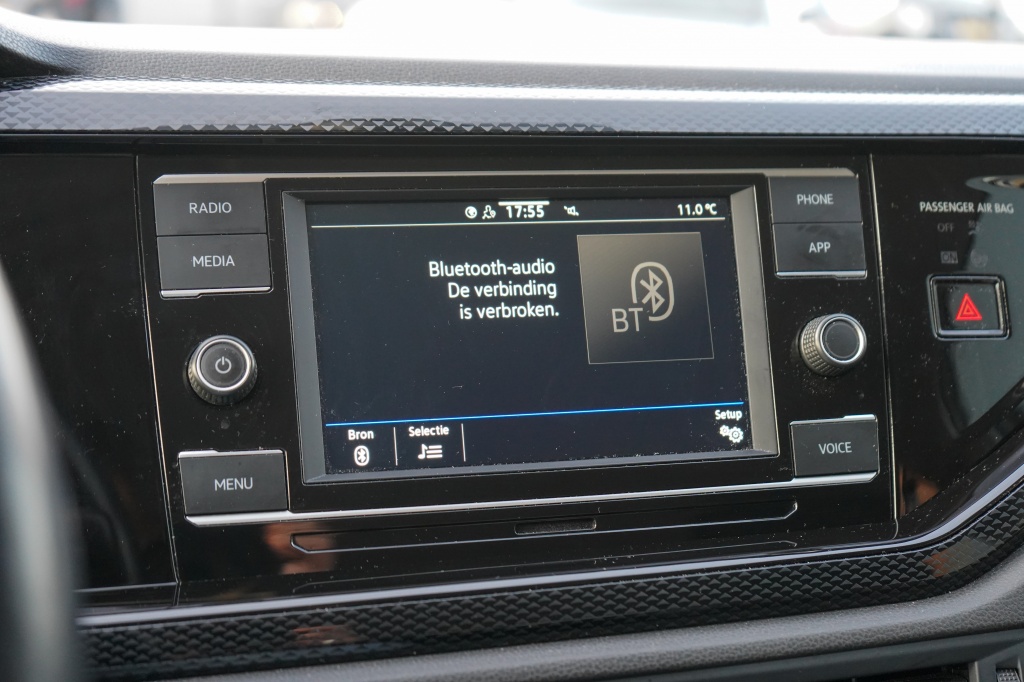 RADIO
MEDIA
MENU
17:55
11.0 °C
Bluetooth-audio
De verbinding
is verbroken.
BT
Bron
Selectie
Setup
PHONE
APP
VOICE
PASSENGER AIR BAG
OFF